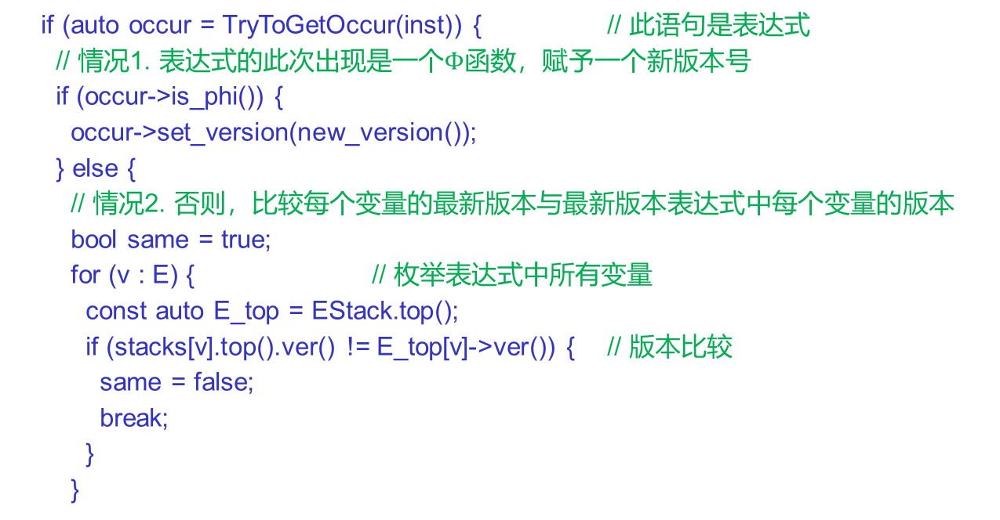 if (auto occur = TryToGetOccur(inst)) { // 此语句是表达式
// 情况1. 表达式的此次出现是一个Φ函数，赋予一个新版本号
if (occur->is_phi()) {
occur->set_version(new_version());
} else {
// 情况2. 否则，比较每个变量的最新版本与最新版本表达式中每个变量的版本
bool same = true;
for (v : E) { // 枚举表达式中所有变量
const auto E_top = EStack.top();
if (stacks[v].top().ver() != E_top[v]->ver()) { // 版本比较
same = false;
break;
}
}